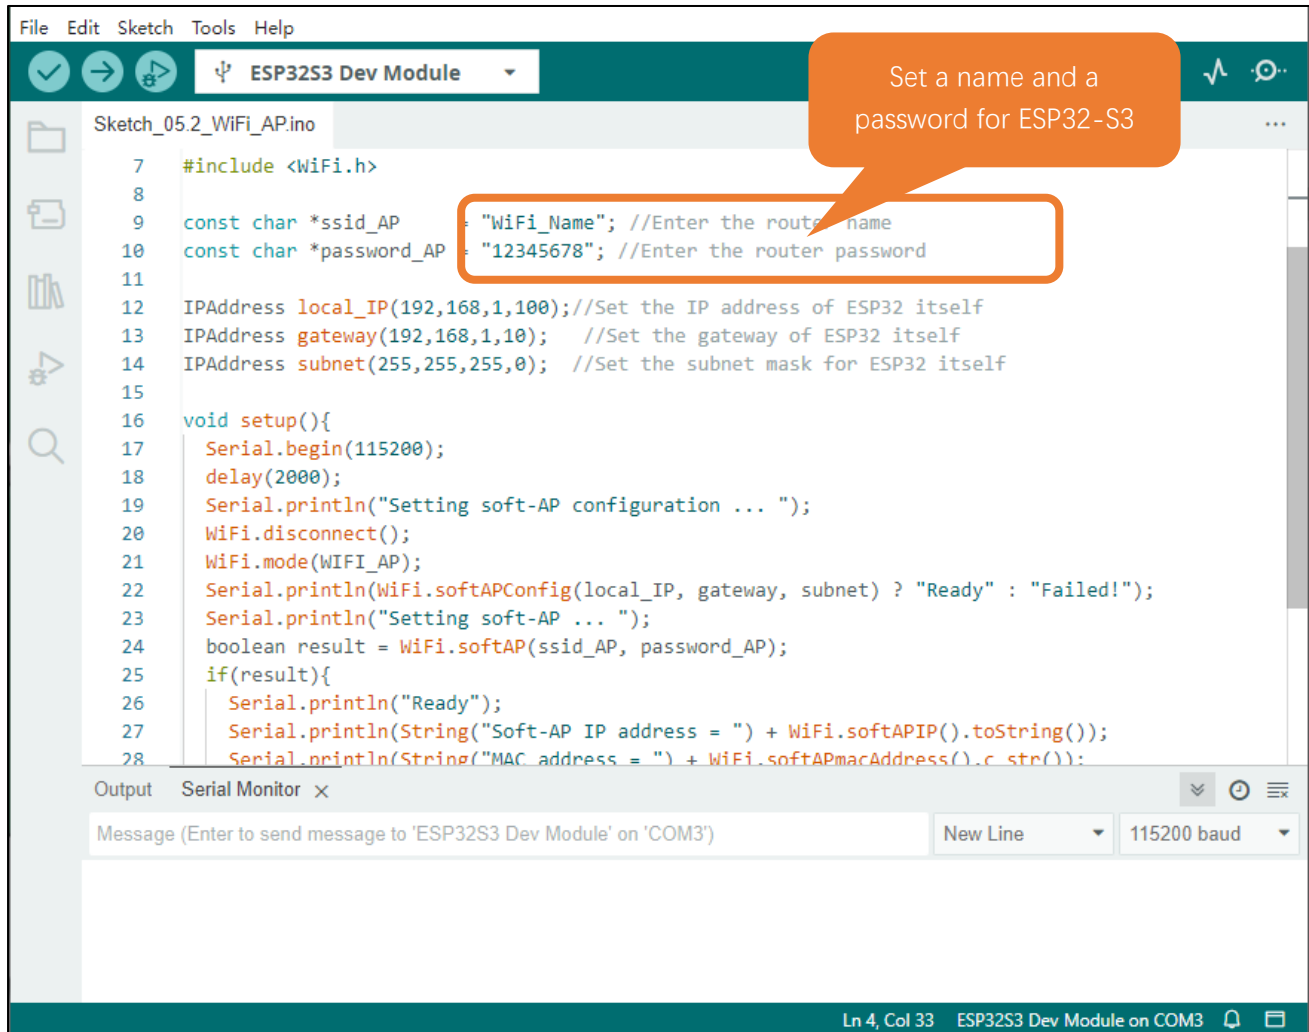 File Edit Sketch Tools Help
ESP32S3 Dev Module
Set a name and a
password for ESP32-S3
Sketch_05.2_WiFi_AP.ino
7 #include <WiFi.h>
8
9 const char *ssid_AP = "WiFi_Name"; //Enter the router name
10 const char *password_AP = "12345678"; //Enter the router password
11
12 IPAddress local_IP(192,168,1,100);//Set the IP address of ESP32 itself
13 IPAddress gateway(192,168,1,10); //Set the gateway of ESP32 itself
14 IPAddress subnet(255,255,255,0); //Set the subnet mask for ESP32 itself
15
16 void setup(){
17 Serial.begin(115200);
18 delay(2000);
19 Serial.println("Setting soft-AP configuration ... ");
20 WiFi.disconnect();
21 WiFi.mode(WIFI_AP);
22 Serial.println(WiFi.softAPConfig(local_IP, gateway, subnet) ? "Ready" : "Failed!");
23 Serial.println("Setting soft-AP ... ");
24 boolean result = WiFi.softAP(ssid_AP, password_AP);
25 if(result){
26 Serial.println("Ready");
27 Serial.println(String("Soft-AP IP address = ") + WiFi.softAPIP().toString());
28 Serial.println(String("MAC address = ") + WiFi.softAPmacAddress().c_str());
Output Serial Monitor
Message (Enter to send message to 'ESP32S3 Dev Module' on 'COM3')
New Line 115200 baud
Ln 4, Col 33 ESP32S3 Dev Module on COM3